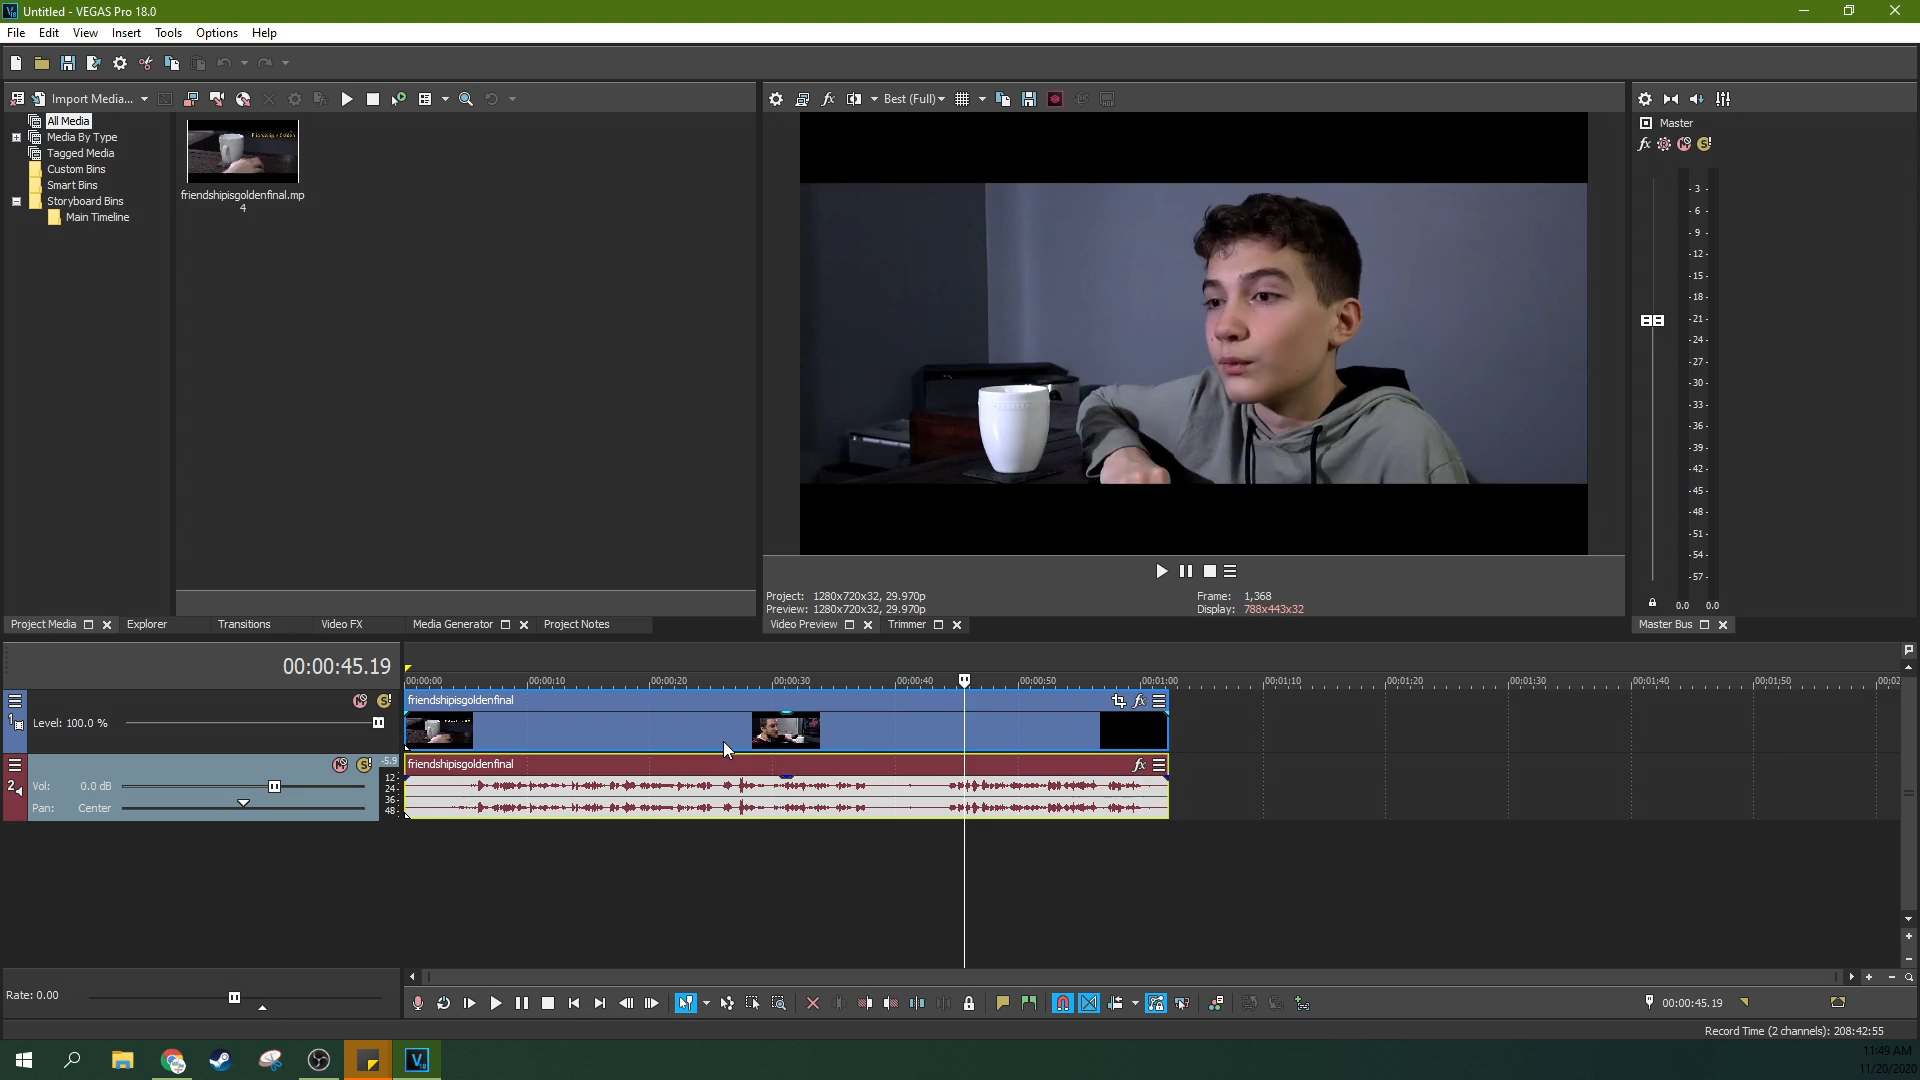 Untitled - VEGAS Pro 18.0
File Edit View Insert Tools Options Help
Import Media...
Best (Full)
All Media
Media By Type
Tagged Media
Custom Bins
Smart Bins
Storyboard Bins
Main Timeline
friendshipisgoldenfinal.mp
4
Master
- 3 -
- 6 -
- 9 -
- 12 -
- 15 -
- 18 -
- 21 -
- 24 -
- 27 -
- 30 -
- 33 -
- 36 -
- 39 -
- 42 -
- 45 -
- 48 -
- 51 -
- 54 -
- 57 -
0.0 0.0
Project: 1280x720x32, 29.970p
Preview: 1280x720x32, 29.970p
Frame: 1,368
Display: 788x443x32
Project Media Explorer Transitions Video FX Media Generator Project Notes
Video Preview Trimmer
Master Bus
00:00:45.19
00:00:00 00:00:10 00:00:20 00:00:30 00:00:40 00:00:50 00:01:00 00:01:10 00:01:20 00:01:30 00:01:40 00:01:50 00:02
friendshipisgoldenfinal
Level: 100.0 %
friendshipisgoldenfinal
-5.9
Vol: 0.0 dB
Pan: Center
12 -
24 -
36 -
48 -
1
2
Rate: 0.00
00:00:45.19
Record Time (2 channels): 208:42:55
11:49 AM
11/20/2020